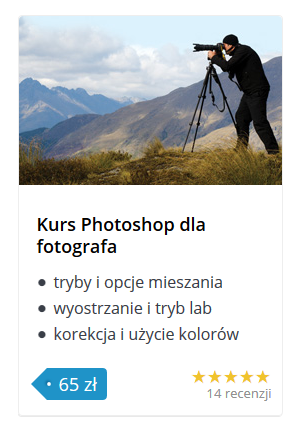 Kurs Photoshop dla
fotografa
tryby i opcje mieszania
wyostrzanie i tryb lab
korekcja i użycie kolorów
65 zł
14 recenzji